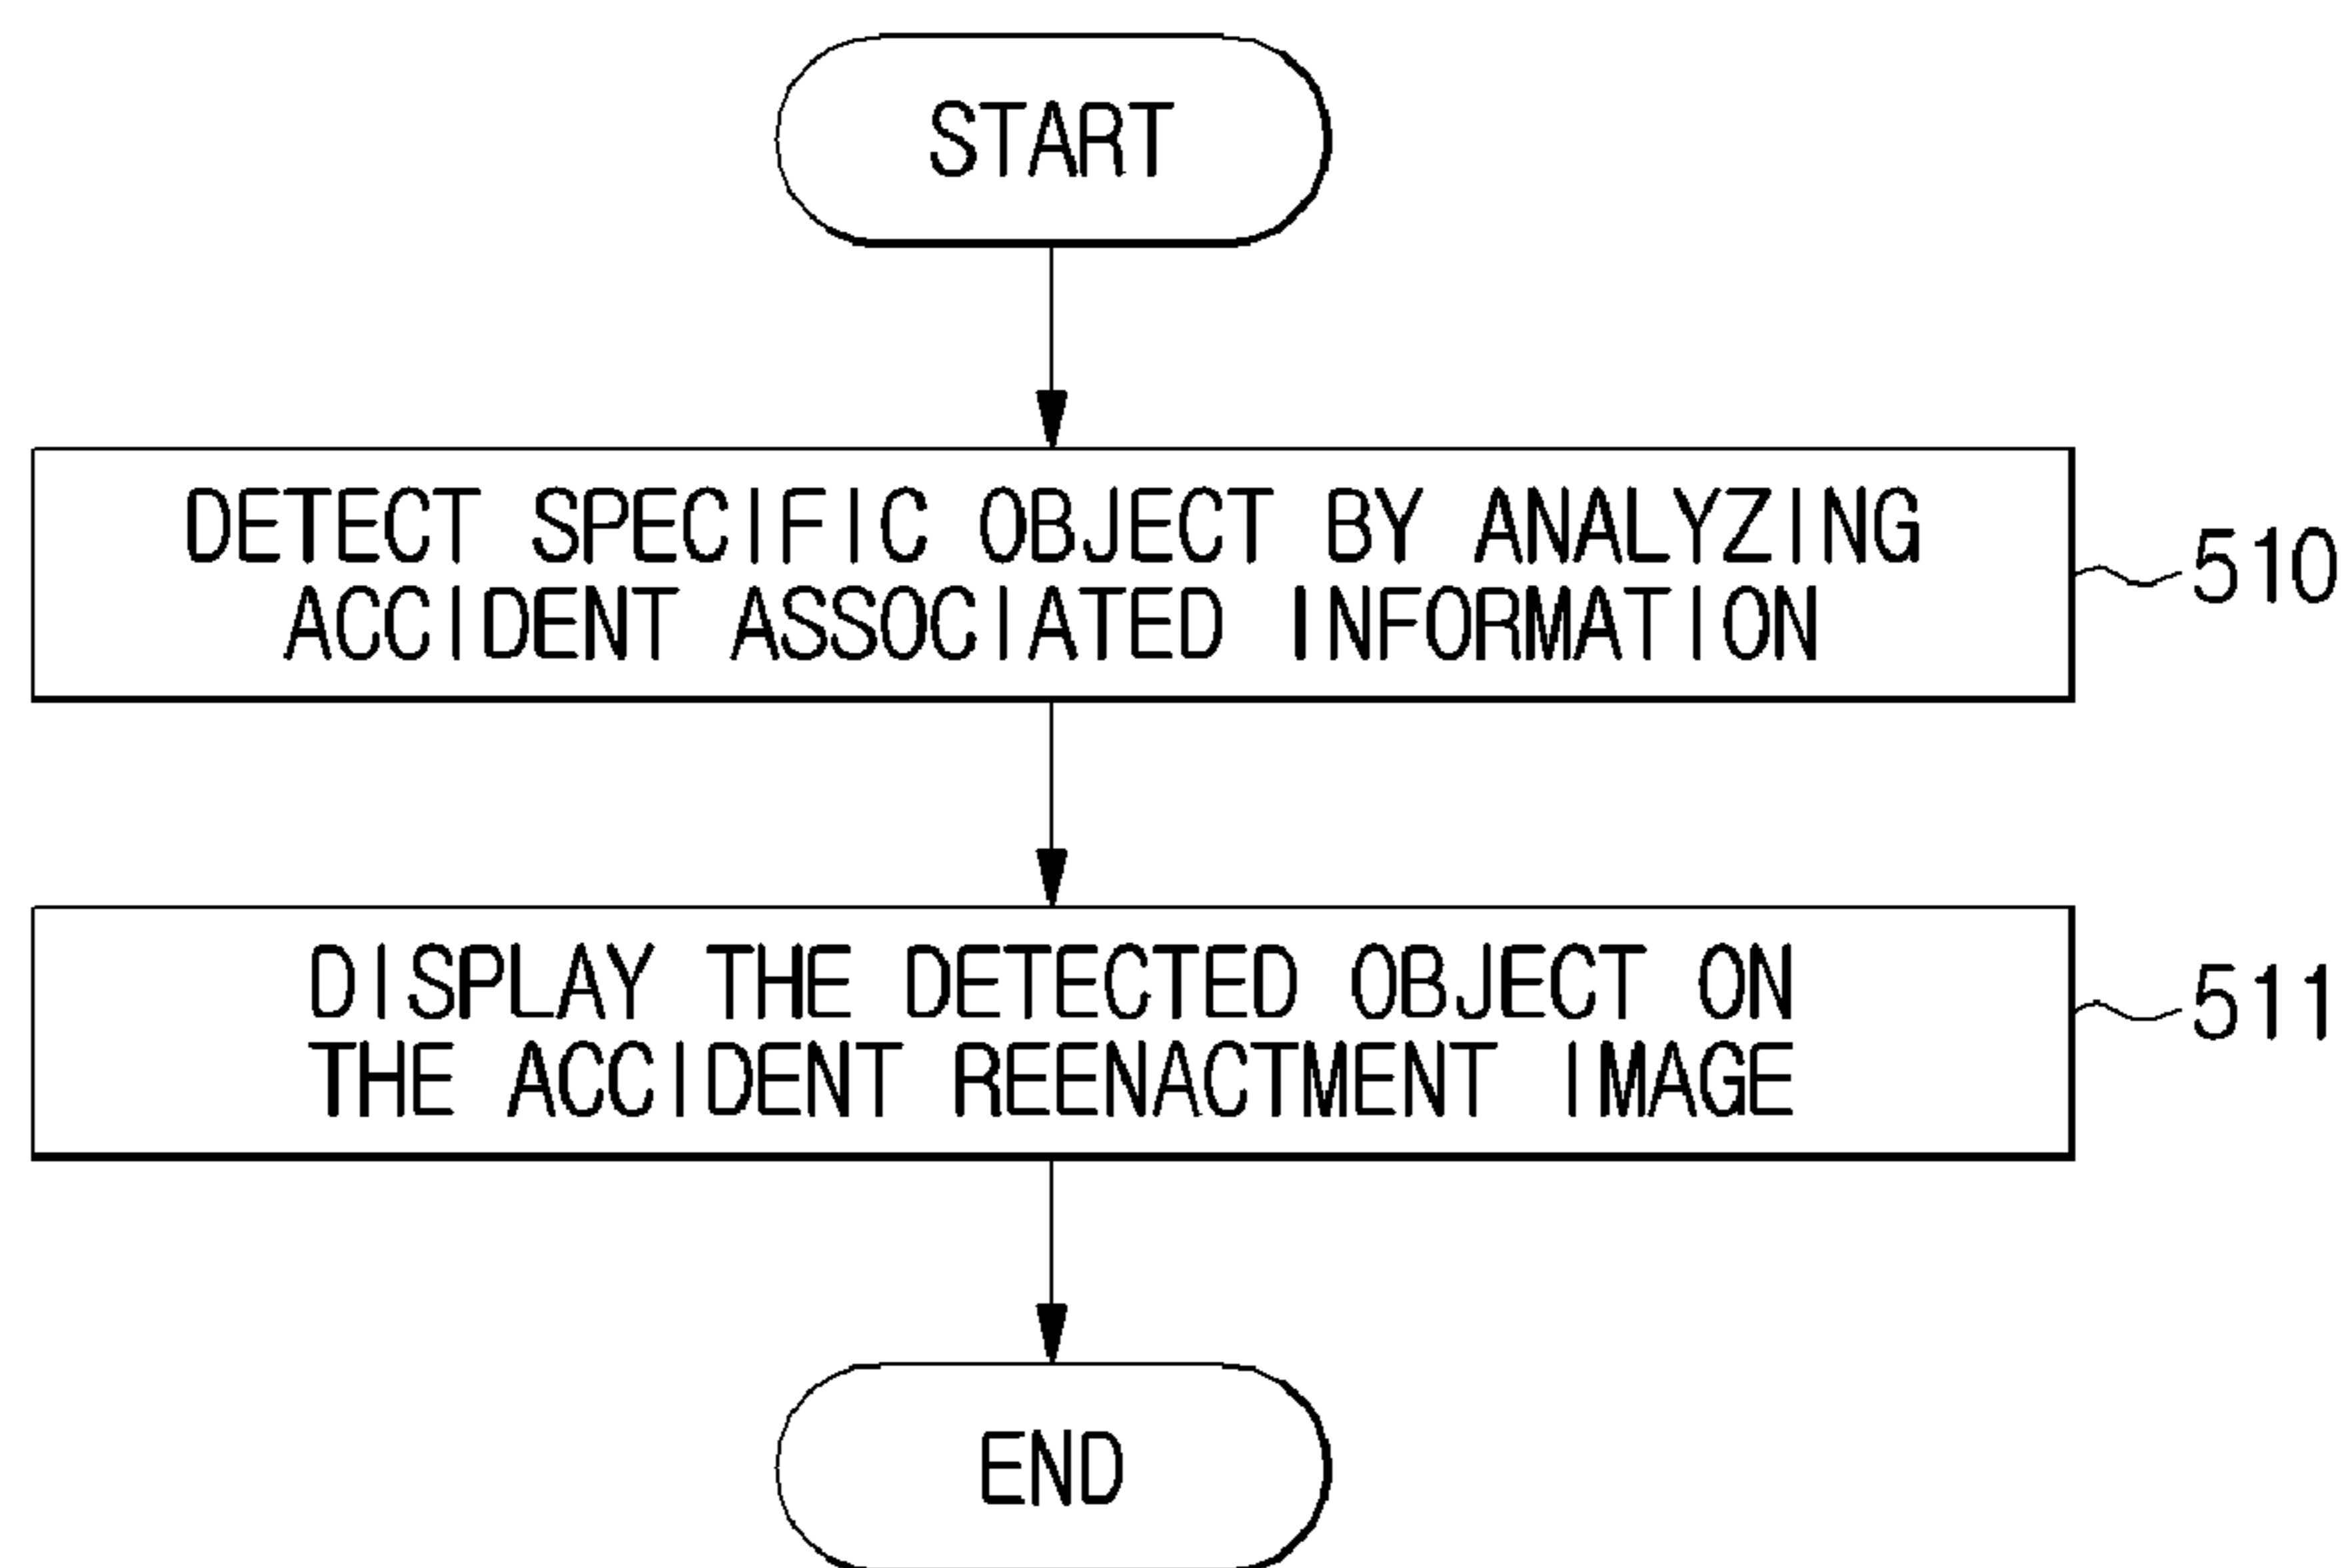 START
DETECT SPECIFIC OBJECT BY ANALYZING
ACCIDENT ASSOCIATED INFORMATION
510
DISPLAY THE DETECTED OBJECT ON
THE ACCIDENT REENACTMENT IMAGE
511
END